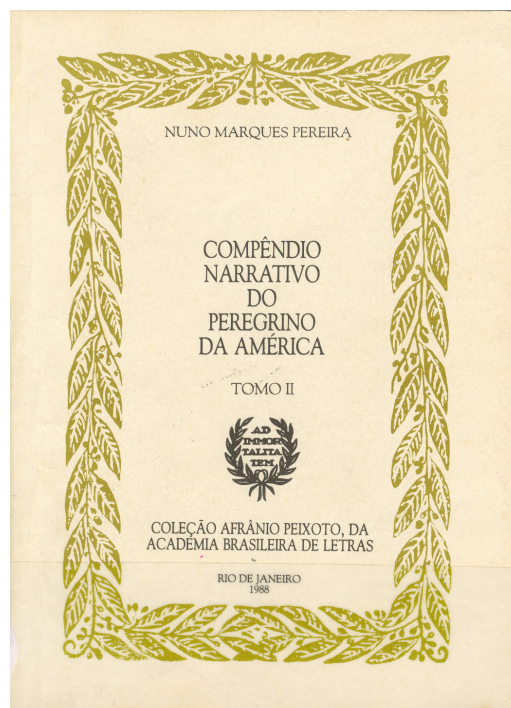 NUNO MARQUES PEREIRA
COMPÊNDIO
NARRATIVO
DO
PEREGRINO
DA AMÉRICA
TOMO II
AD
IMMOR
TALITA
TEM
COLEÇÃO AFRÂNIO PEIXOTO, DA
ACADEMIA BRASILEIRA DE LETRAS
RIO DE JANEIRO
1988